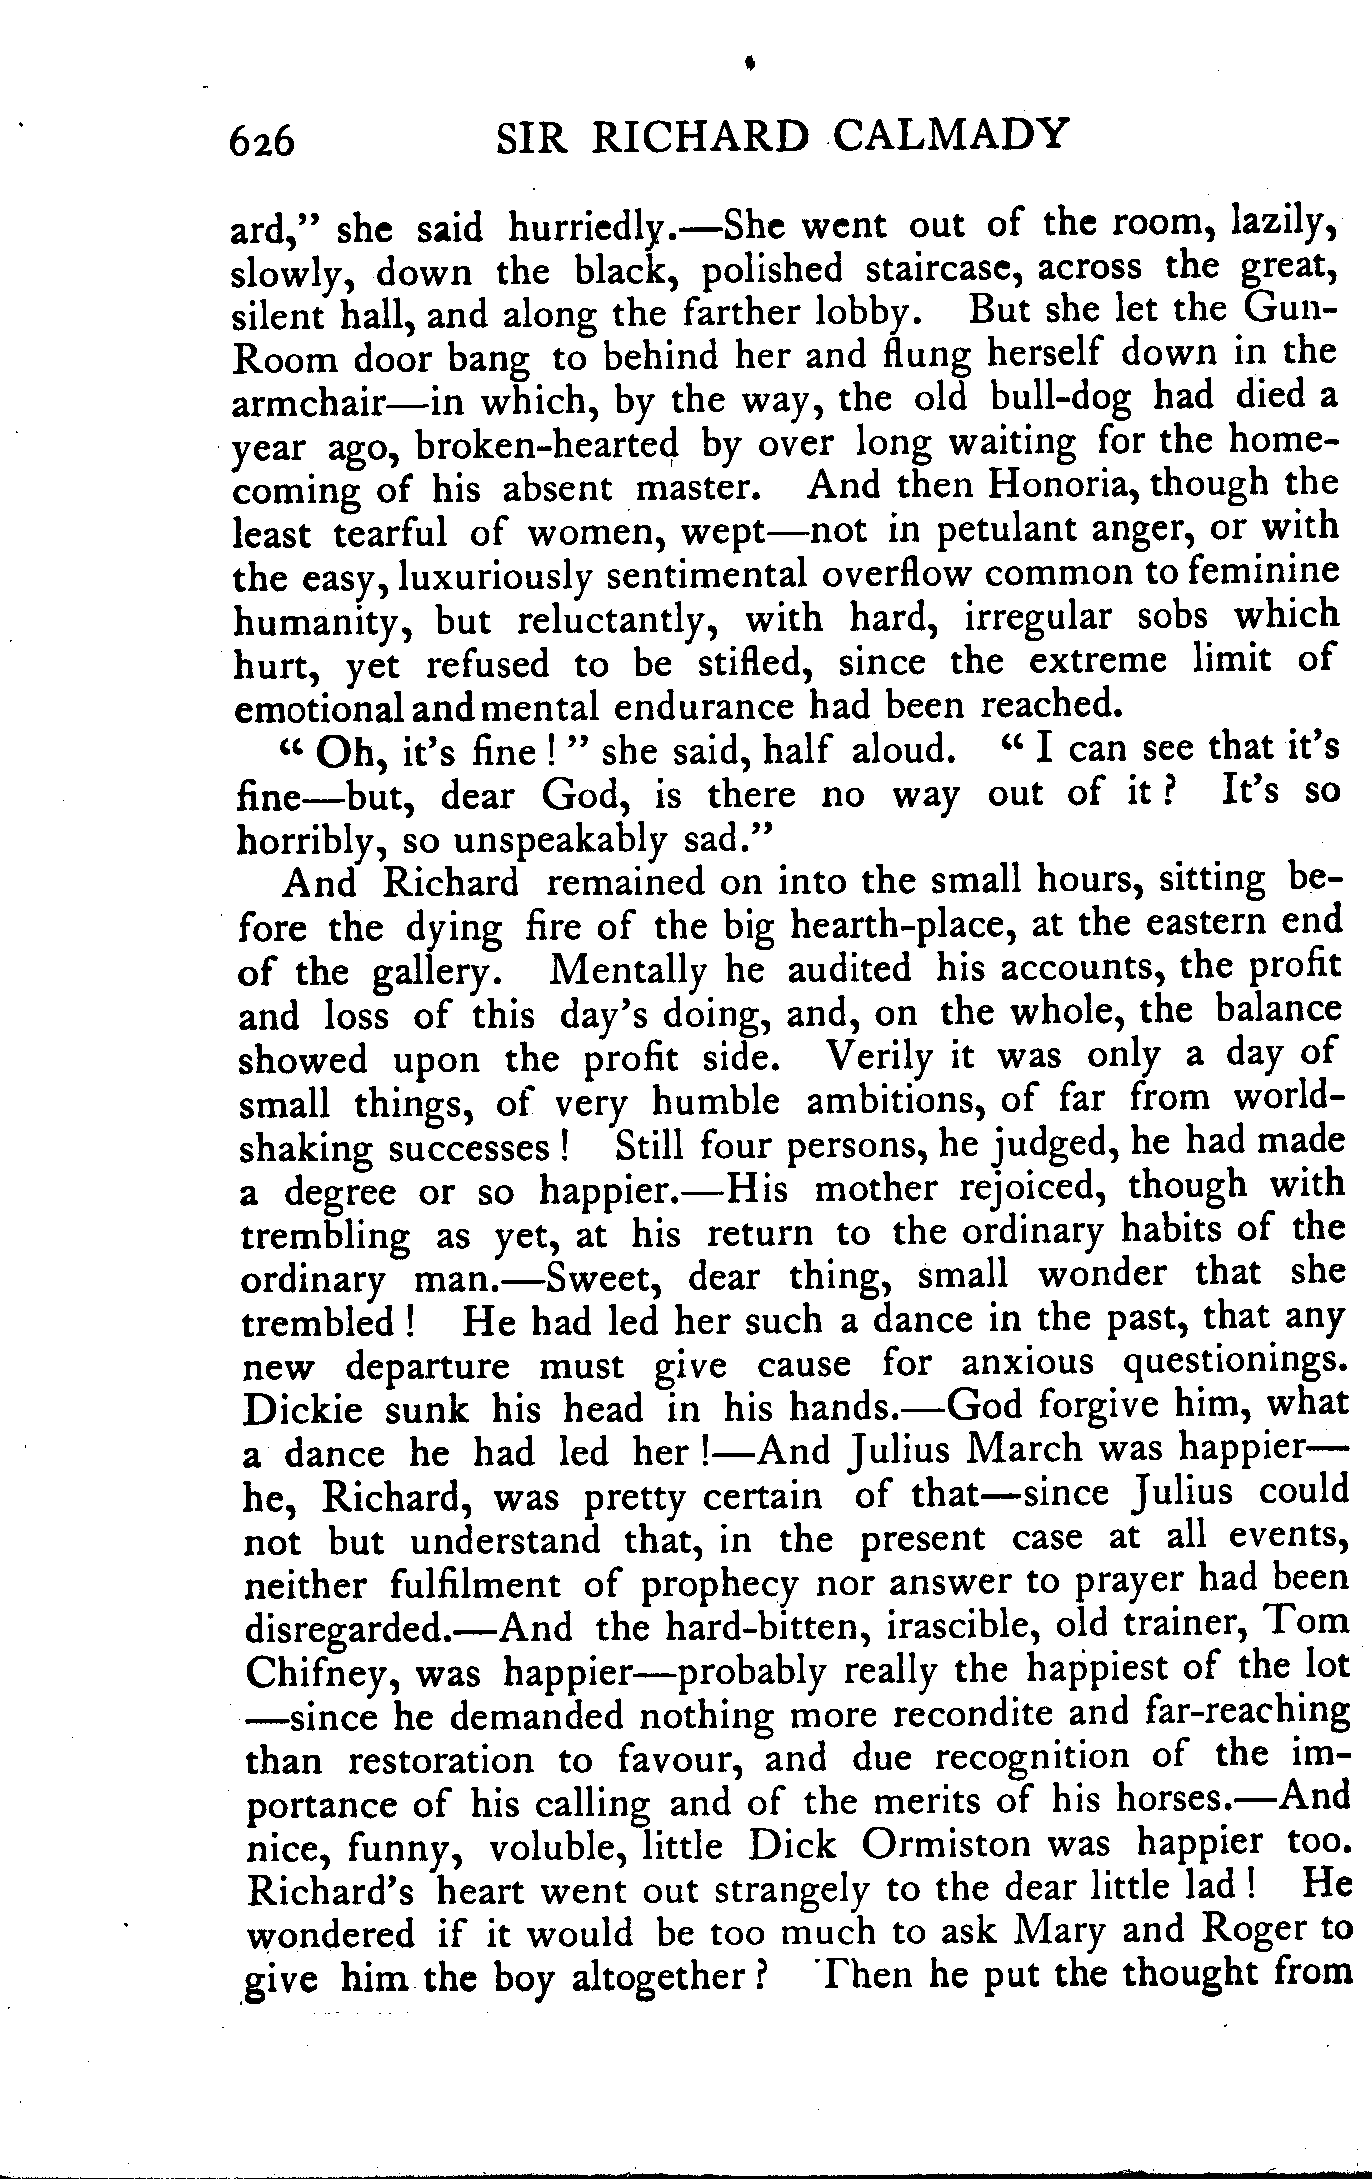 626 SIR RICHARD CALMADY
ard,” she said hurriedly.—She went out of the room, lazily,
slowly, down the black, polished staircase, across the great,
silent hall, and along the farther lobby. But she let the Gun-
Room door bang to behind her and flung herself down in the
armchair—in which, by the way, the old bull-dog had died a
year ago, broken-hearted by over long waiting for the home-
coming of his absent master. And then Honoria, though the
least tearful of women, wept—not in petulant anger, or with
the easy, luxuriously sentimental overflow common to feminine
humanity, but reluctantly, with hard, irregular sobs which
hurt, yet refused to be stifled, since the extreme limit of
emotional and mental endurance had been reached.
“ Oh, it’s fine ! ” she said, half aloud. “ I can see that it’s
fine—but, dear God, is there no way out of it ? It’s so
horribly, so unspeakably sad.”
And Richard remained on into the small hours, sitting be-
fore the dying fire of the big hearth-place, at the eastern end
of the gallery. Mentally he audited his accounts, the profit
and loss of this day’s doing, and, on the whole, the balance
showed upon the profit side. Verily it was only a day of
small things, of very humble ambitions, of far from world-
shaking successes ! Still four persons, he judged, he had made
a degree or so happier.—His mother rejoiced, though with
trembling as yet, at his return to the ordinary habits of the
ordinary man.—Sweet, dear thing, small wonder that she
trembled ! He had led her such a dance in the past, that any
new departure must give cause for anxious questionings.
Dickie sunk his head in his hands.—God forgive him, what
a dance he had led her !—And Julius March was happier—
he, Richard, was pretty certain of that—since Julius could
not but understand that, in the present case at all events,
neither fulfilment of prophecy nor answer to prayer had been
disregarded.—And the hard-bitten, irascible, old trainer, Tom
Chifney, was happier—probably really the happiest of the lot
—since he demanded nothing more recondite and far-reaching
than restoration to favour, and due recognition of the im-
portance of his calling and of the merits of his horses.—And
nice, funny, voluble, little Dick Ormiston was happier too.
Richard’s heart went out strangely to the dear little lad ! He
wondered if it would be too much to ask Mary and Roger to
give him the boy altogether ? Then he put the thought from